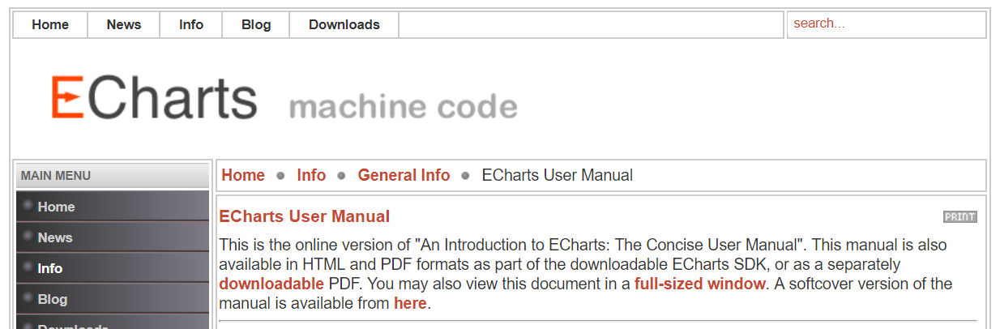 Home News Info Blog Downloads search...
ECharts machine code
MAIN MENU
Home
News
Info
Blog
Downloads
Home Info General Info ECharts User Manual
ECharts User Manual
PRINT
This is the online version of "An Introduction to ECharts: The Concise User Manual". This manual is also
available in HTML and PDF formats as part of the downloadable ECharts SDK, or as a separately
downloadable PDF. You may also view this document in a full-sized window. A softcover version of the
manual is available from here.